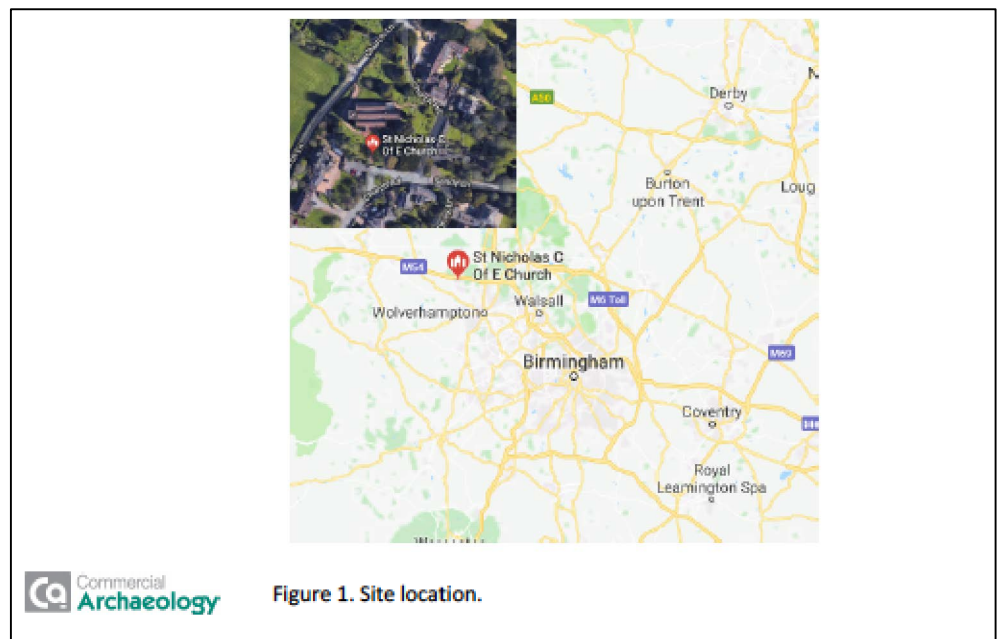 St Nicholas C
Of E Church
A50
Derby
Burton
upon Trent
Loug
M54
St Nicholas C
Of E Church
Wolverhampton
Walsall
M6 Toll
Birmingham
M69
Coventry
Royal
Leamington Spa
Ca Commercial
Archaeology
Figure 1. Site location.